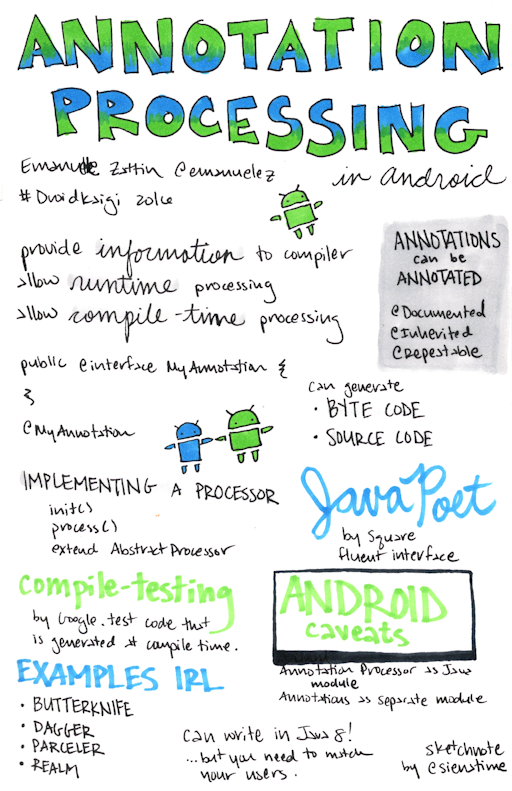 ANNOTATION
PROCESSING
in android
Emanuele Zattin @emanuelez
#DroidKaigi 2016
provide information to compiler
allow runtime processing
allow compile-time processing
ANNOTATIONS
can be
ANNOTATED
@Documented
@Inherited
@repeatable
public @interface MyAnnotation {
}
@MyAnnotation
can generate
• BYTE CODE
• SOURCE CODE
IMPLEMENTING A PROCESSOR
init()
process()
extend AbstractProcessor
JavaPoet
by Square
fluent interface
compile-testing
by Google. test code that
is generated at compile time.
ANDROID
caveats
Annotation Processor as Java
module
Annotations as separate module
EXAMPLES IRL
• BUTTERKNIFE
• DAGGER
• PARCELER
• REALM
can write in Java 8!
...but you need to match
your users.
sketchnote
by @sienatime